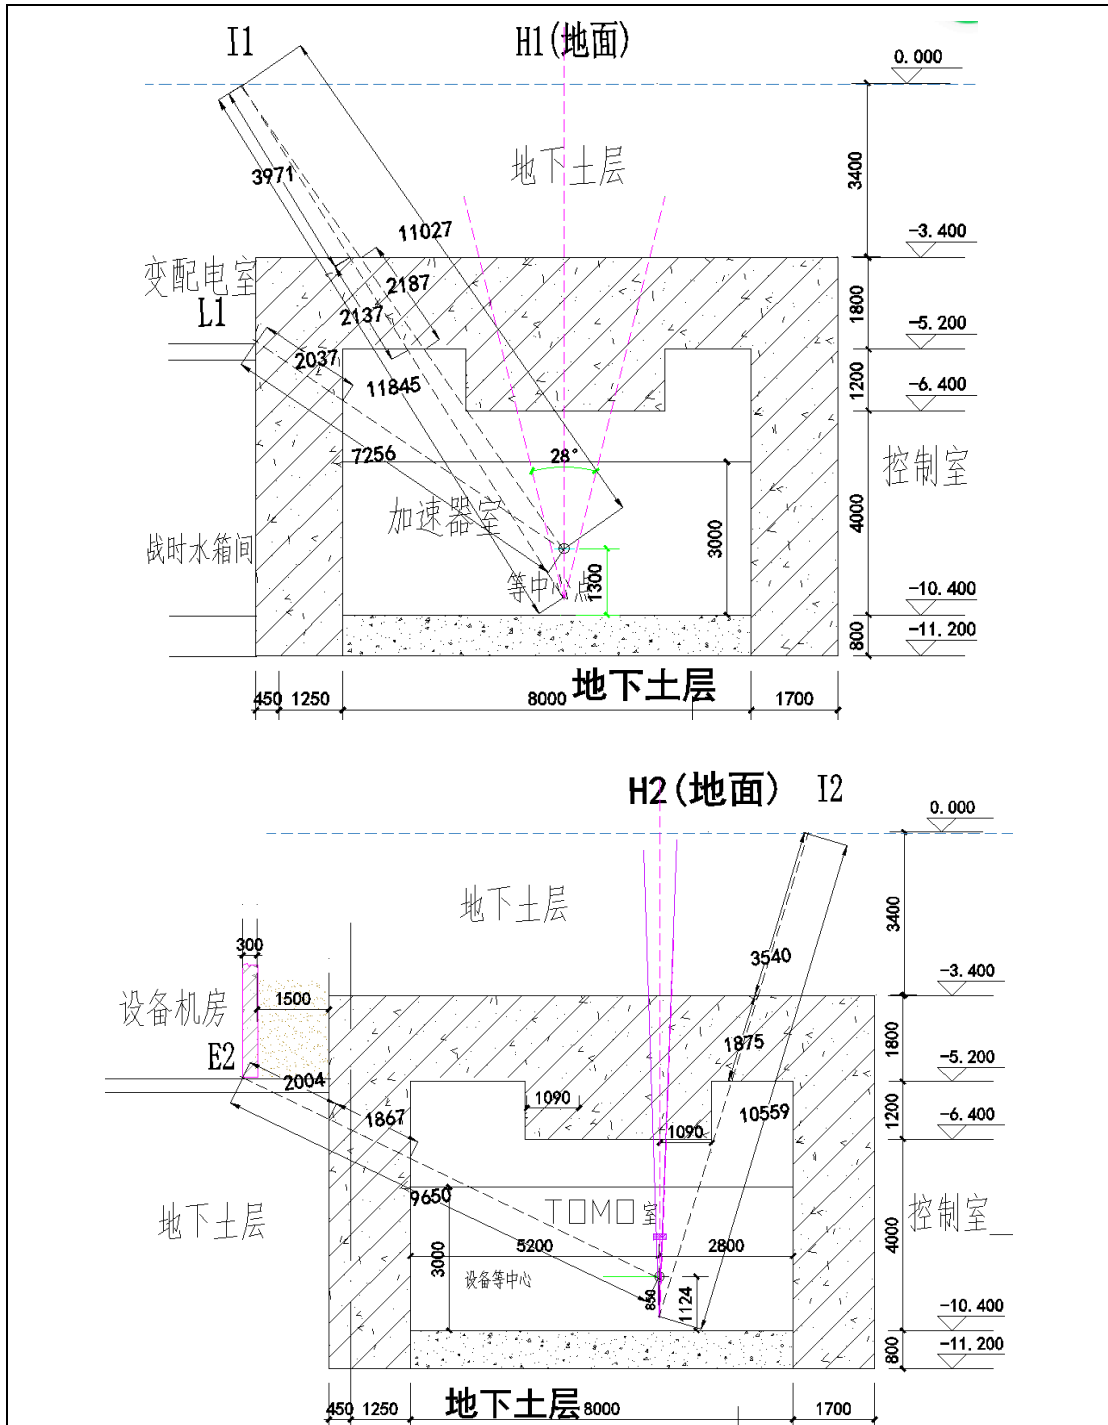 I1
H1(地面)
0.000
3971
地下土层
3400
11027
-3.400
变配电室
2187
L1
2137
1800
-5.200
2037
11845
1200
-6.400
7256
28°
控制室
加速器室
4000
3000
战时水箱间
等中心点
1300
-10.400
800
-11.200
地下土层
450
1250
8000
1700
H2(地面)
I2
0.000
地下土层
3400
300
3540
-3.400
设备机房
1500
1875
1800
E2
-5.200
2004
1090
10559
1200
1867
1090
-6.400
9650
TOMO室
控制室
地下土层
4000
5200
2800
3000
设备等中心
850
1124
-10.400
800
-11.200
地下土层
450
1250
8000
1700